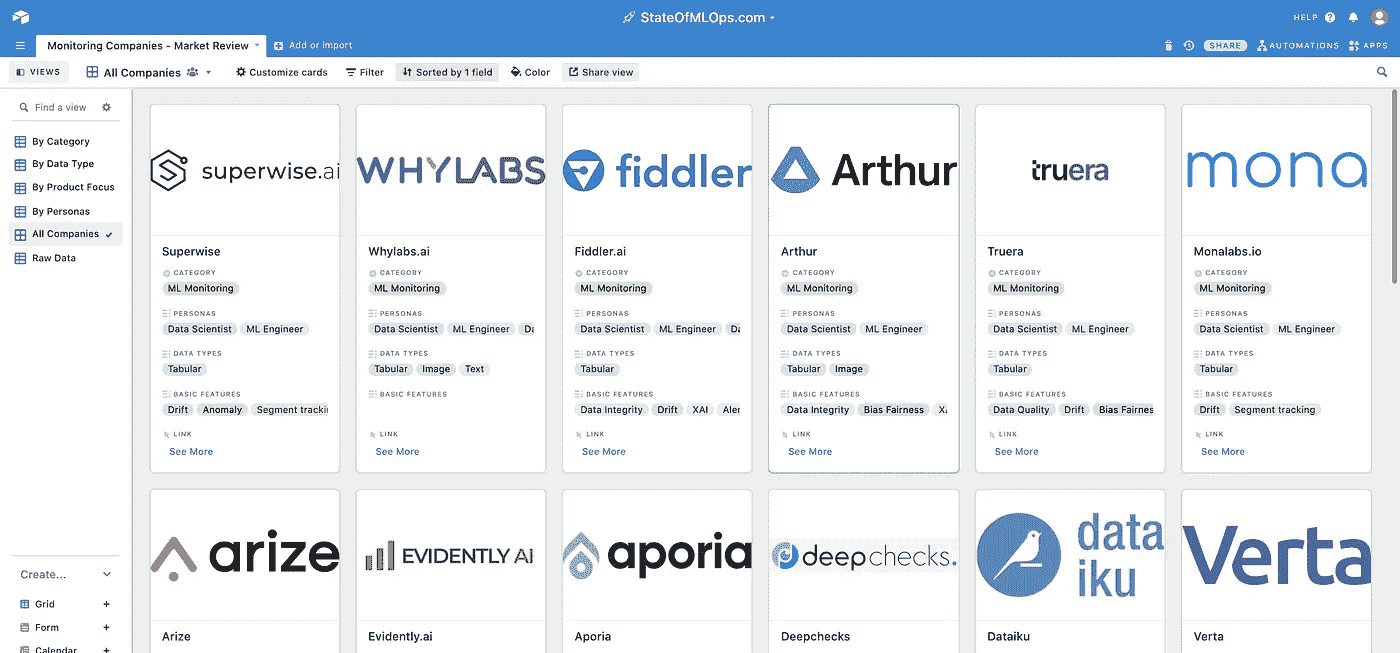 StateOfMLOps.com
HELP
Monitoring Companies - Market Review
Add or import
SHARE
AUTOMATIONS
APPS
VIEWS
All Companies
Customize cards
Filter
Sorted by 1 field
Color
Share view
Find a view
By Category
By Data Type
By Product Focus
By Personas
All Companies
Raw Data
Create...
Grid
Form
Calendar
superwise.ai
Superwise
CATEGORY
ML Monitoring
PERSONAS
Data Scientist ML Engineer
DATA TYPES
Tabular
BASIC FEATURES
Drift Anomaly Segment tracki
LINK
See More
WHYLABS
Whylabs.ai
CATEGORY
ML Monitoring
PERSONAS
Data Scientist ML Engineer Da
DATA TYPES
Tabular Image Text
BASIC FEATURES
LINK
See More
fiddler
Fiddler.ai
CATEGORY
ML Monitoring
PERSONAS
Data Scientist ML Engineer Da
DATA TYPES
Tabular
BASIC FEATURES
Data Integrity Drift XAI Aler
LINK
See More
Arthur
Arthur
CATEGORY
ML Monitoring
PERSONAS
Data Scientist ML Engineer
DATA TYPES
Tabular Image
BASIC FEATURES
Data Integrity Bias Fairness XA
LINK
See More
truera
Truera
CATEGORY
ML Monitoring
PERSONAS
Data Scientist ML Engineer
DATA TYPES
Tabular
BASIC FEATURES
Data Quality Drift Bias Fairnes
LINK
See More
mona
Monalabs.io
CATEGORY
ML Monitoring
PERSONAS
Data Scientist ML Engineer
DATA TYPES
Tabular
BASIC FEATURES
Drift Segment tracking
LINK
See More
arize
Arize
EVIDENTLY AI
Evidently.ai
aporia
Aporia
deepchecks.
Deepchecks
data
iku
Dataiku
Verta
Verta